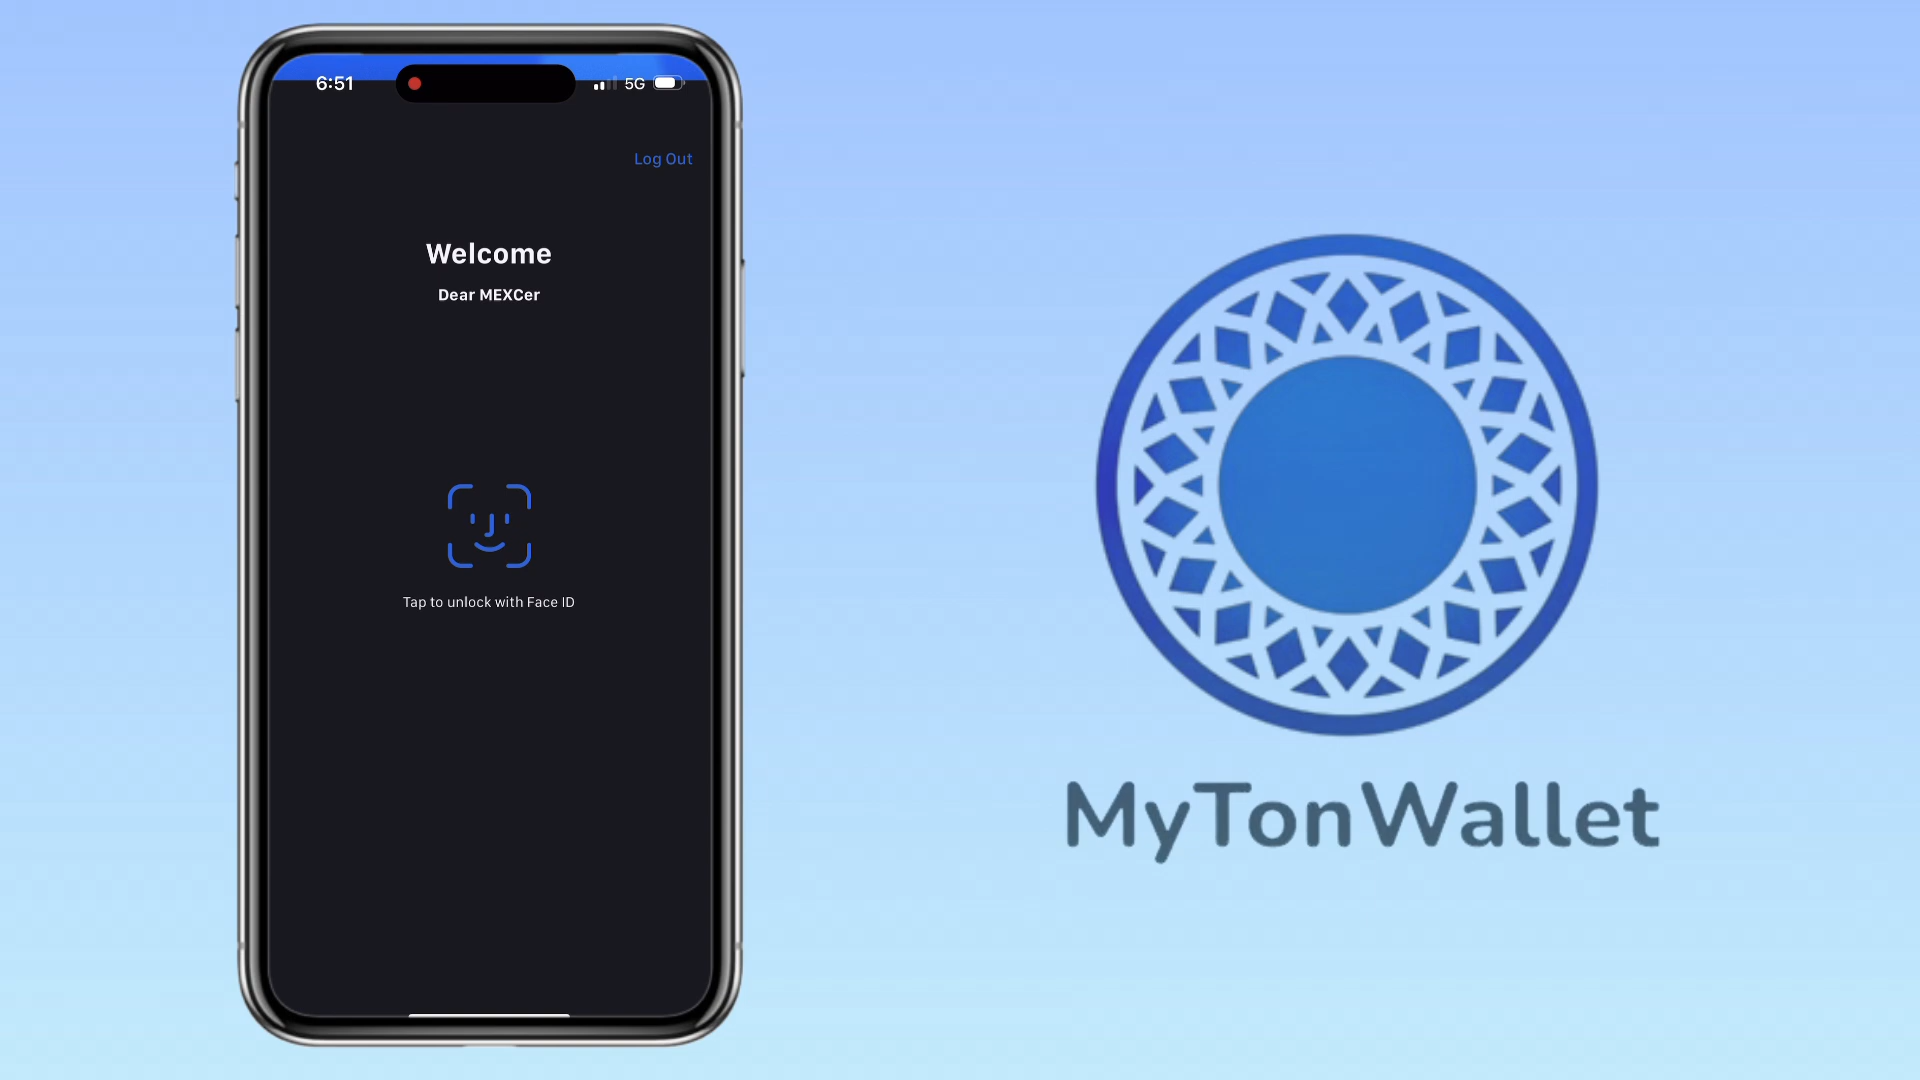 6:51
5G
Log Out
Welcome
Dear MEXCer
Tap to unlock with Face ID
MyTonWallet